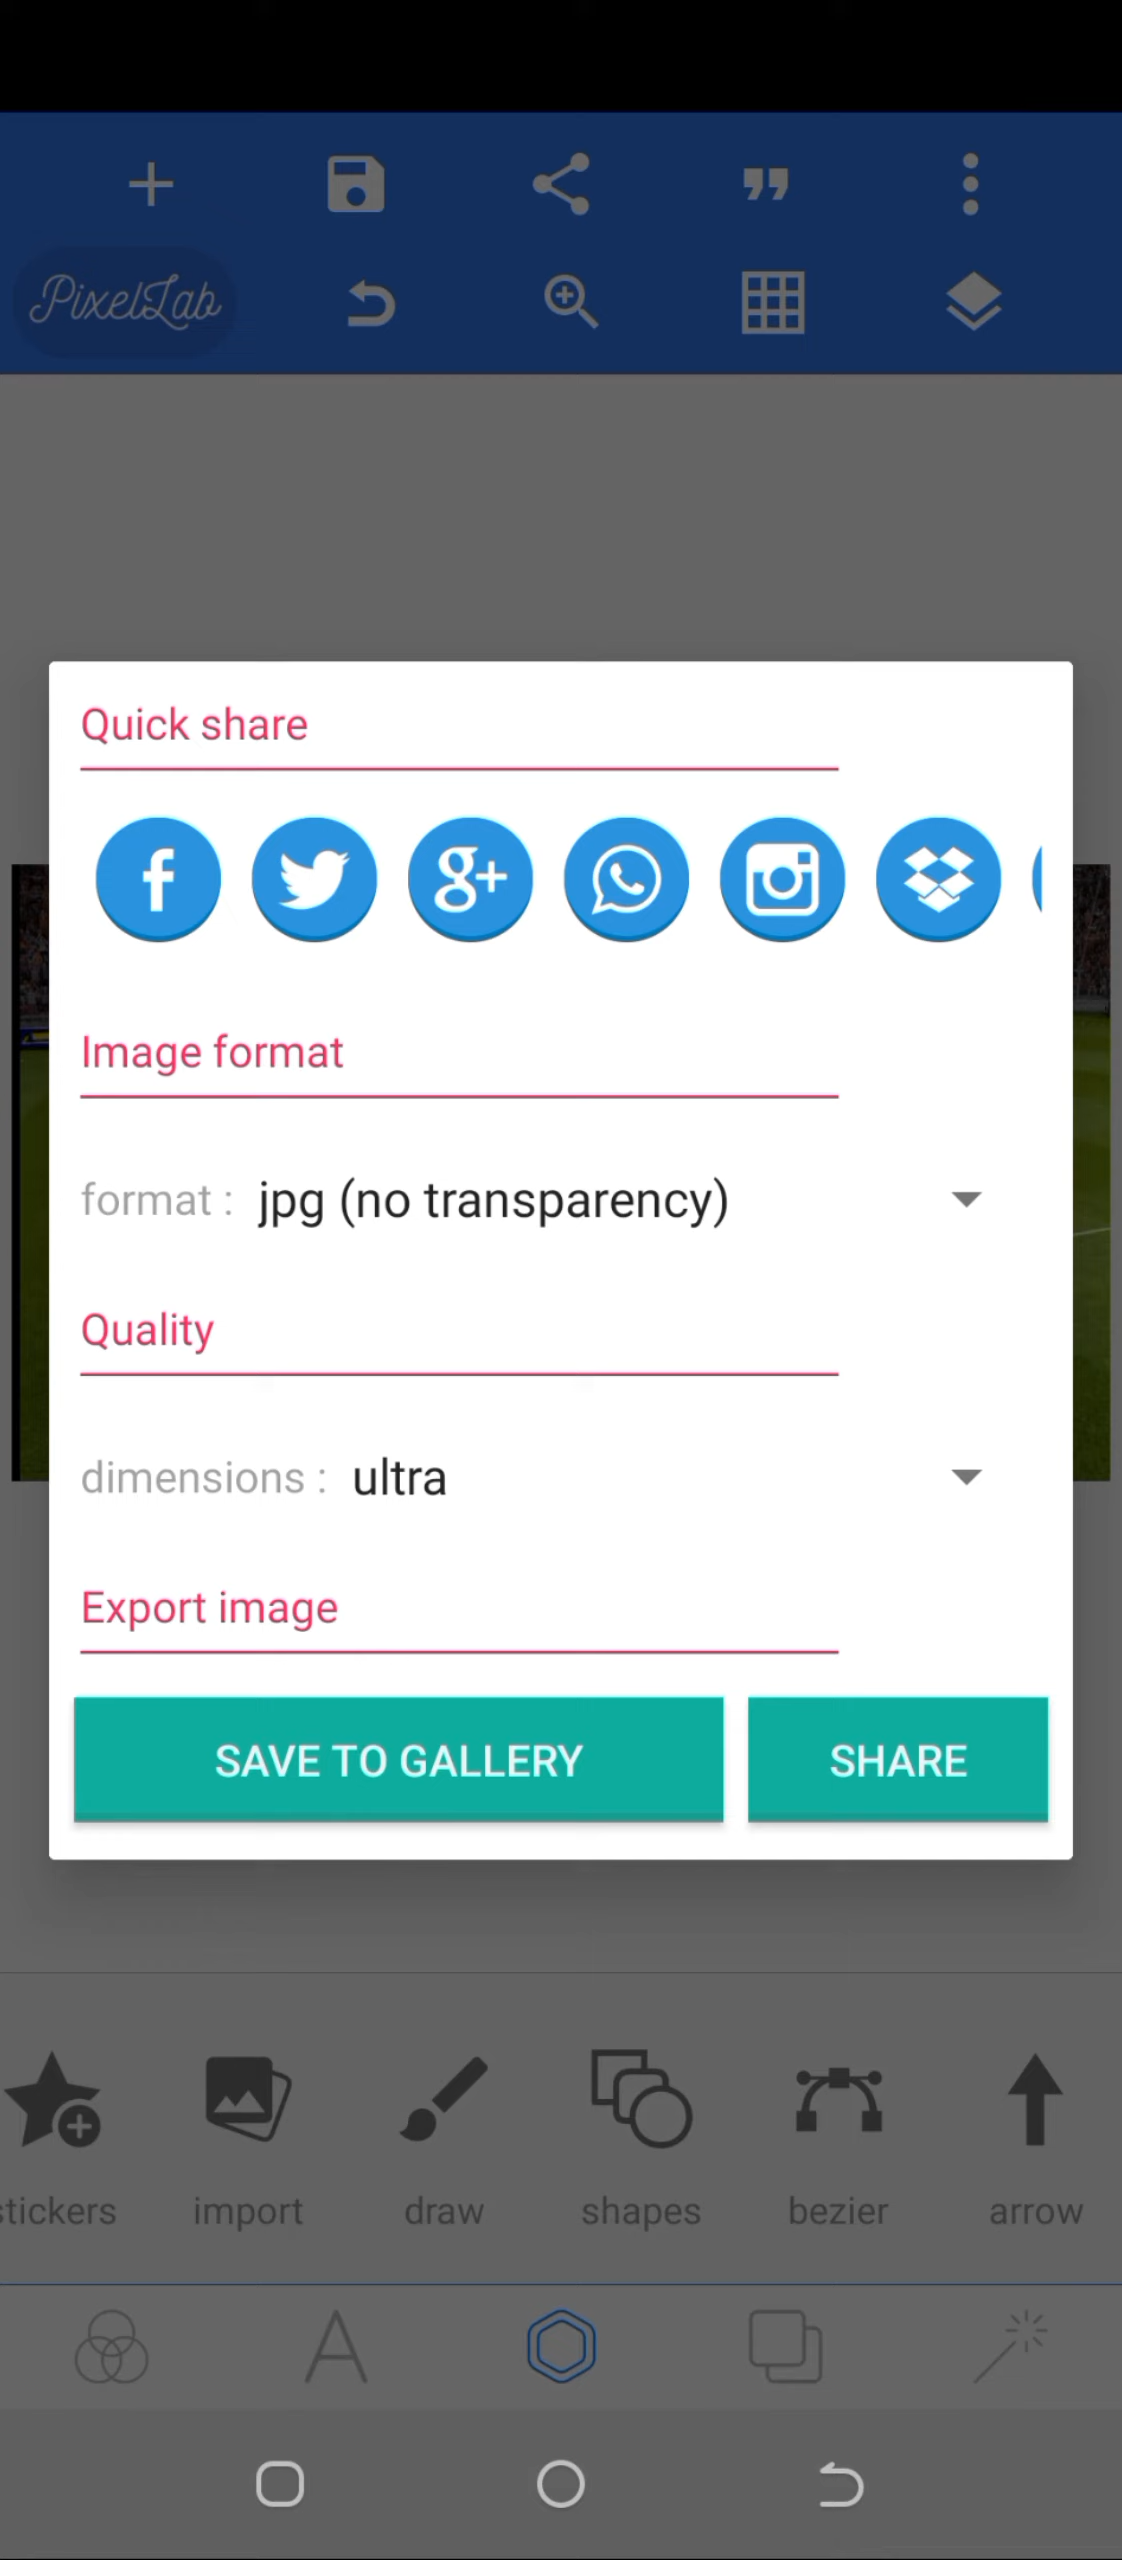 PixelLab
Quick share
Image format
format : jpg (no transparency)
Quality
dimensions : ultra
Export image
SAVE TO GALLERY SHARE
stickers import draw shapes bezier arrow